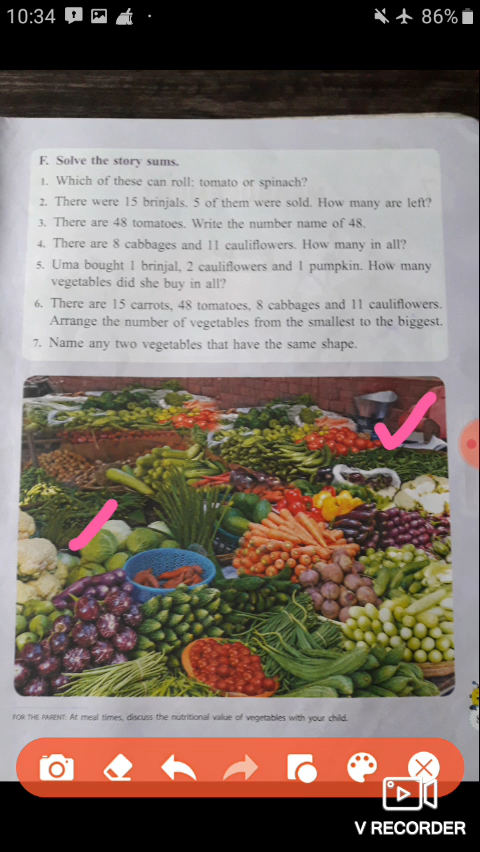 10:34
86%
F. Solve the story sums.
1. Which of these can roll: tomato or spinach?
2. There were 15 brinjals. 5 of them were sold. How many are left?
3. There are 48 tomatoes. Write the number name of 48.
4. There are 8 cabbages and 11 cauliflowers. How many in all?
5. Uma bought 1 brinjal, 2 cauliflowers and 1 pumpkin. How many
vegetables did she buy in all?
6. There are 15 carrots, 48 tomatoes, 8 cabbages and 11 cauliflowers.
Arrange the number of vegetables from the smallest to the biggest.
7. Name any two vegetables that have the same shape.
FOR THE PARENT: At meal times, discuss the nutritional value of vegetables with your child.
V RECORDER